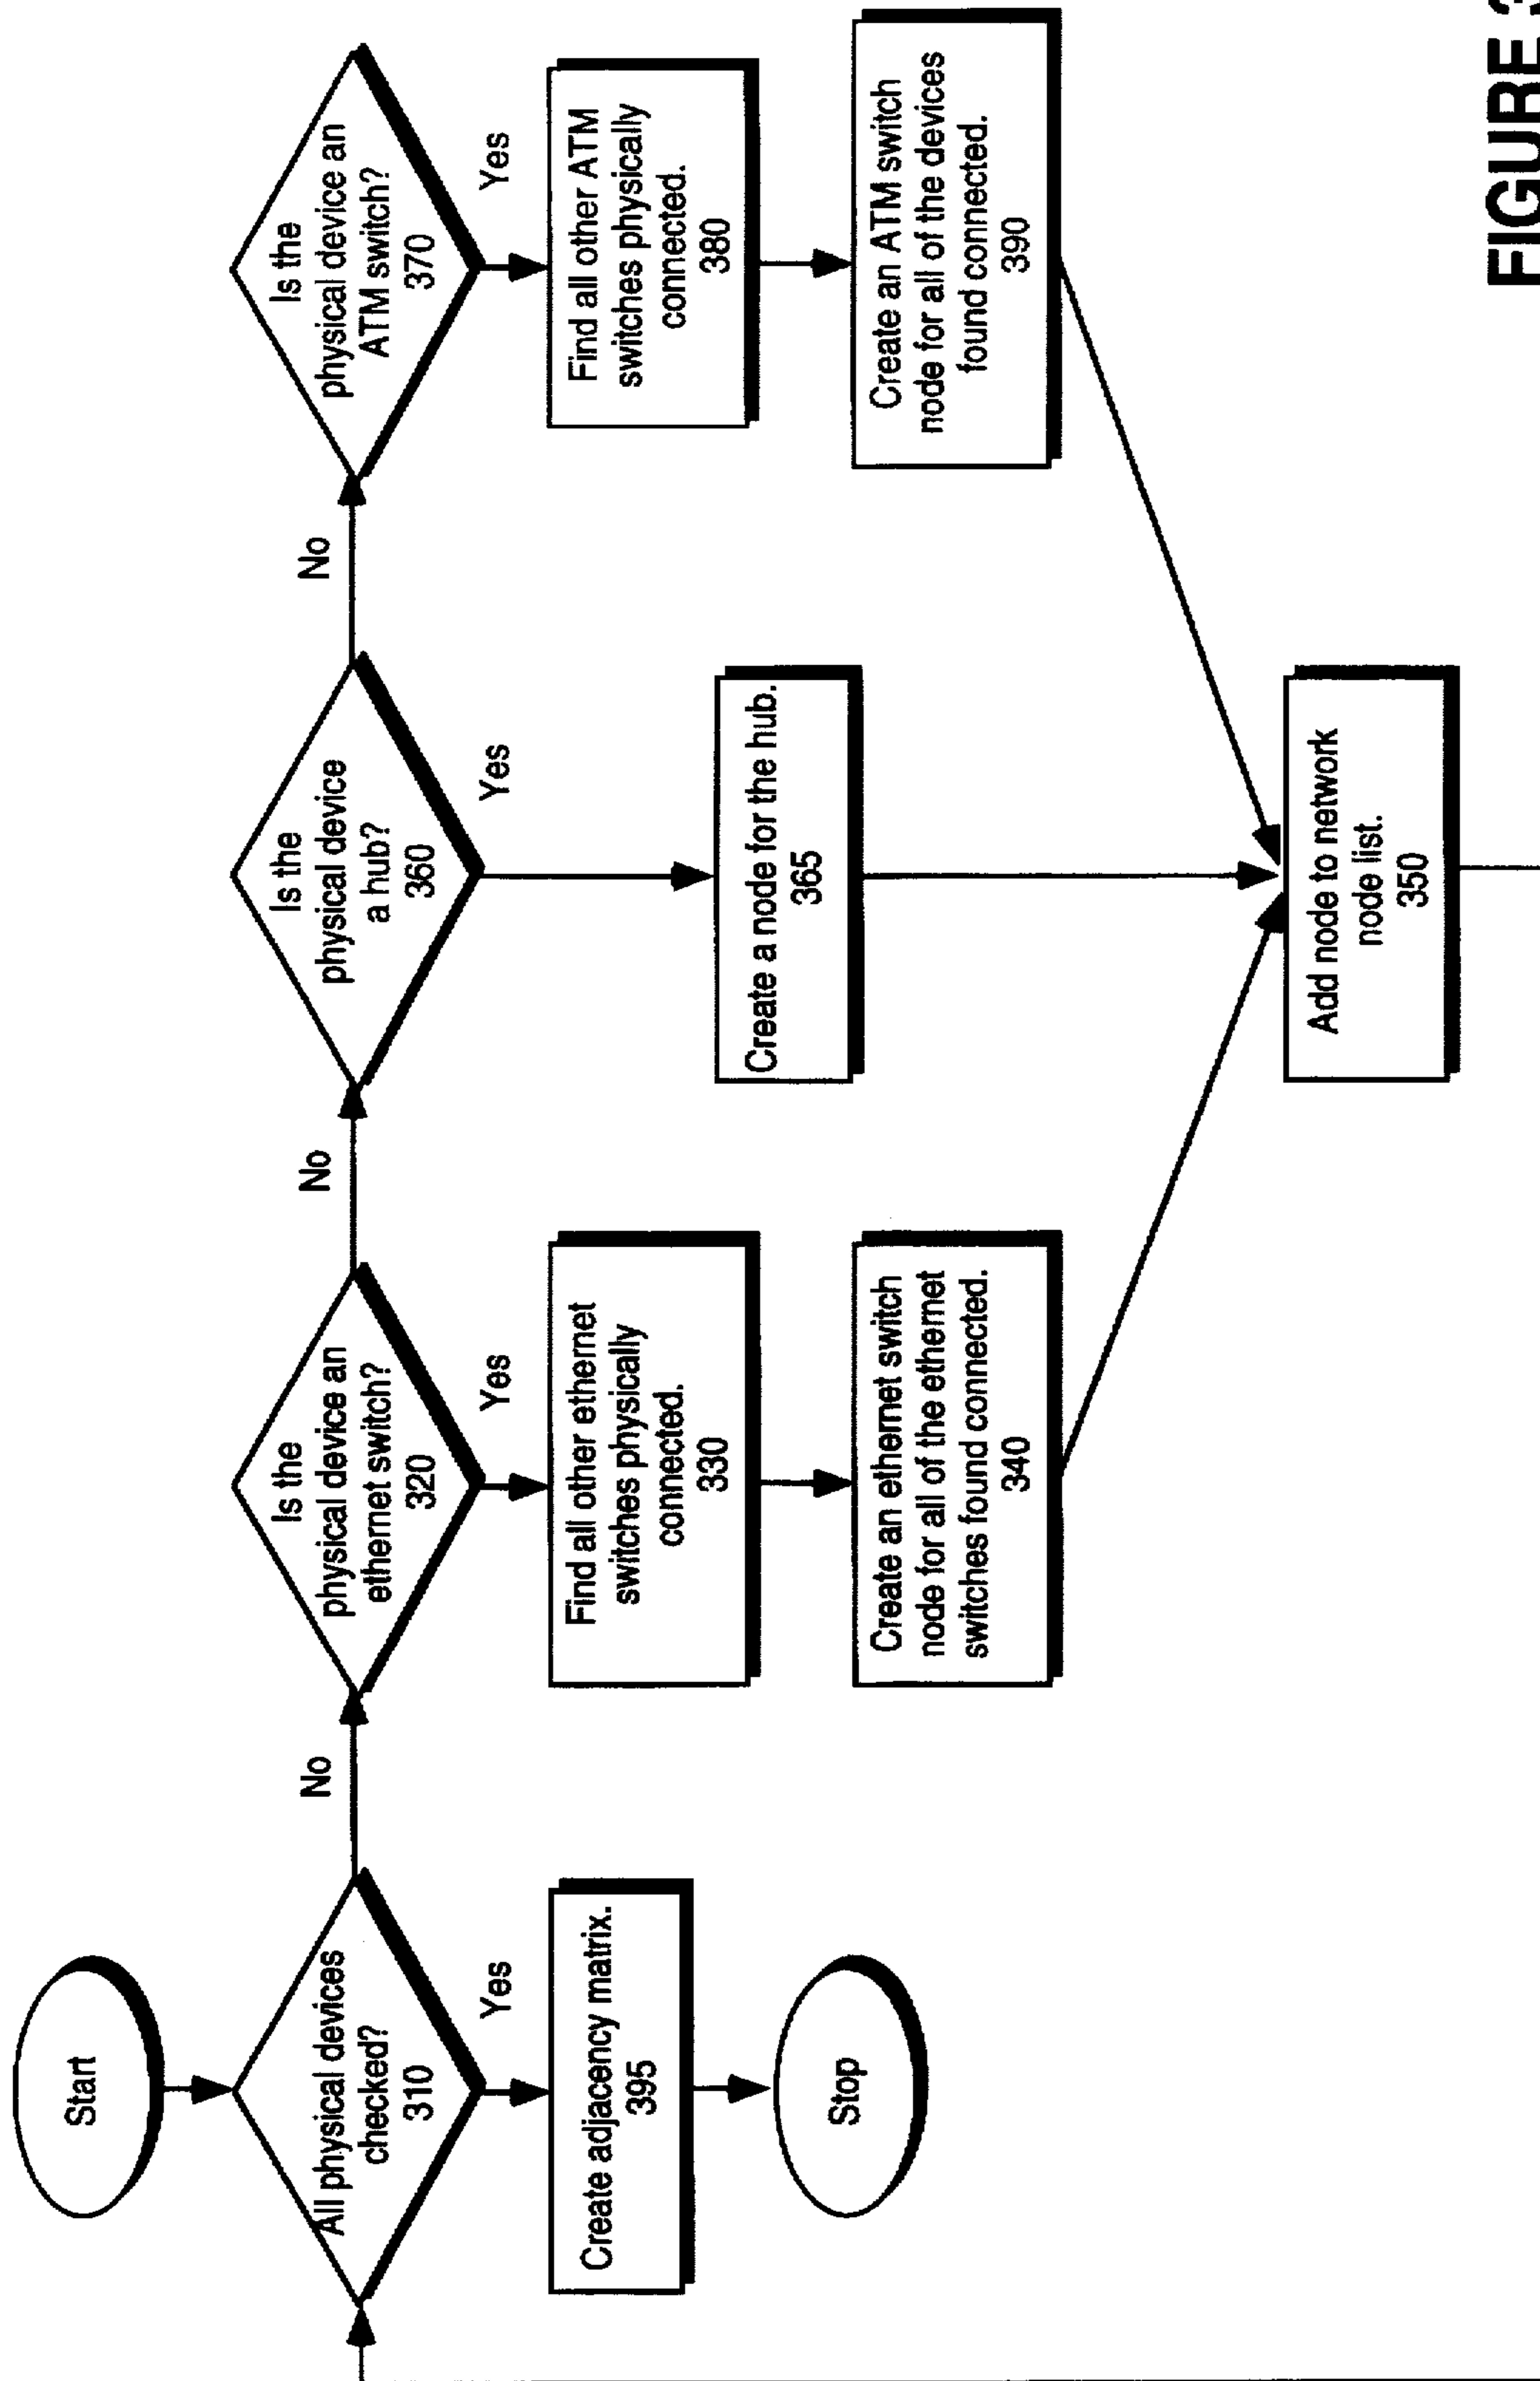 Start
All physical devices
checked?
310
No
Yes
Create adjacency matrix.
395
Stop
Is the
physical device an
ethernet switch?
320
No
Yes
Find all other ethernet
switches physically
connected.
330
Create an ethernet switch
node for all of the ethernet
switches found connected.
340
Is the
physical device
a hub?
360
No
Yes
Create a node for the hub.
365
Is the
physical device an
ATM switch?
370
Yes
Find all other ATM
switches physically
connected.
380
Create an ATM switch
node for all of the devices
found connected.
390
Add node to network
node list.
350
FIGURE 3